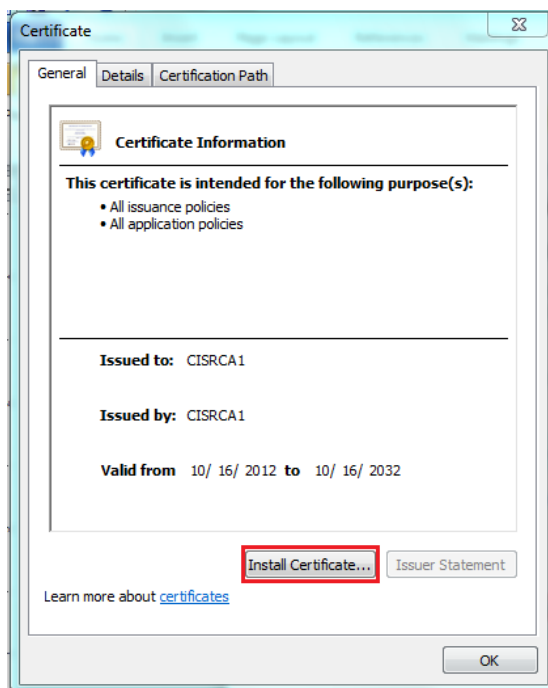 Certificate
General Details Certification Path
Certificate Information
This certificate is intended for the following purpose(s):
• All issuance policies
• All application policies
Issued to: CISRCA1
Issued by: CISRCA1
Valid from 10/ 16/ 2012 to 10/ 16/ 2032
Install Certificate... Issuer Statement
Learn more about certificates
OK